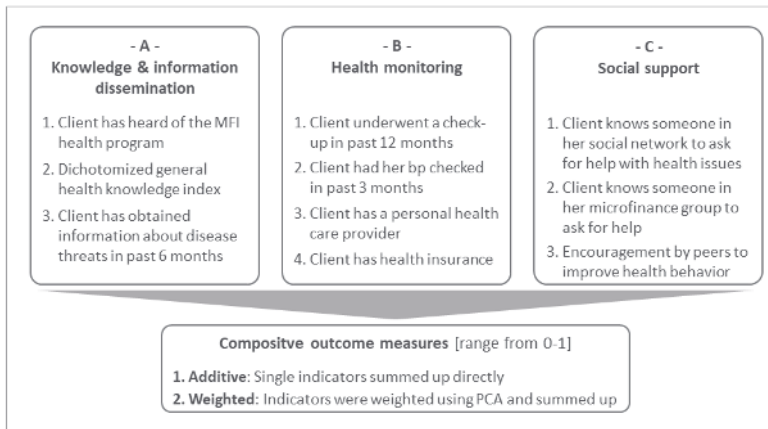 - A -
Knowledge & information
dissemination
1. Client has heard of the MFI
health program
2. Dichotomized general
health knowledge index
3. Client has obtained
information about disease
threats in past 6 months
- B -
Health monitoring
1. Client underwent a check-
up in past 12 months
2. Client had her bp checked
in past 3 months
3. Client has a personal health
care provider
4. Client has health insurance
- C -
Social support
1. Client knows someone in
her social network to ask
for help with health issues
2. Client knows someone in
her microfinance group to
ask for help
3. Encouragement by peers to
improve health behavior
Compositve outcome measures [range from 0-1]
1. Additive: Single indicators summed up directly
2. Weighted: Indicators were weighted using PCA and summed up